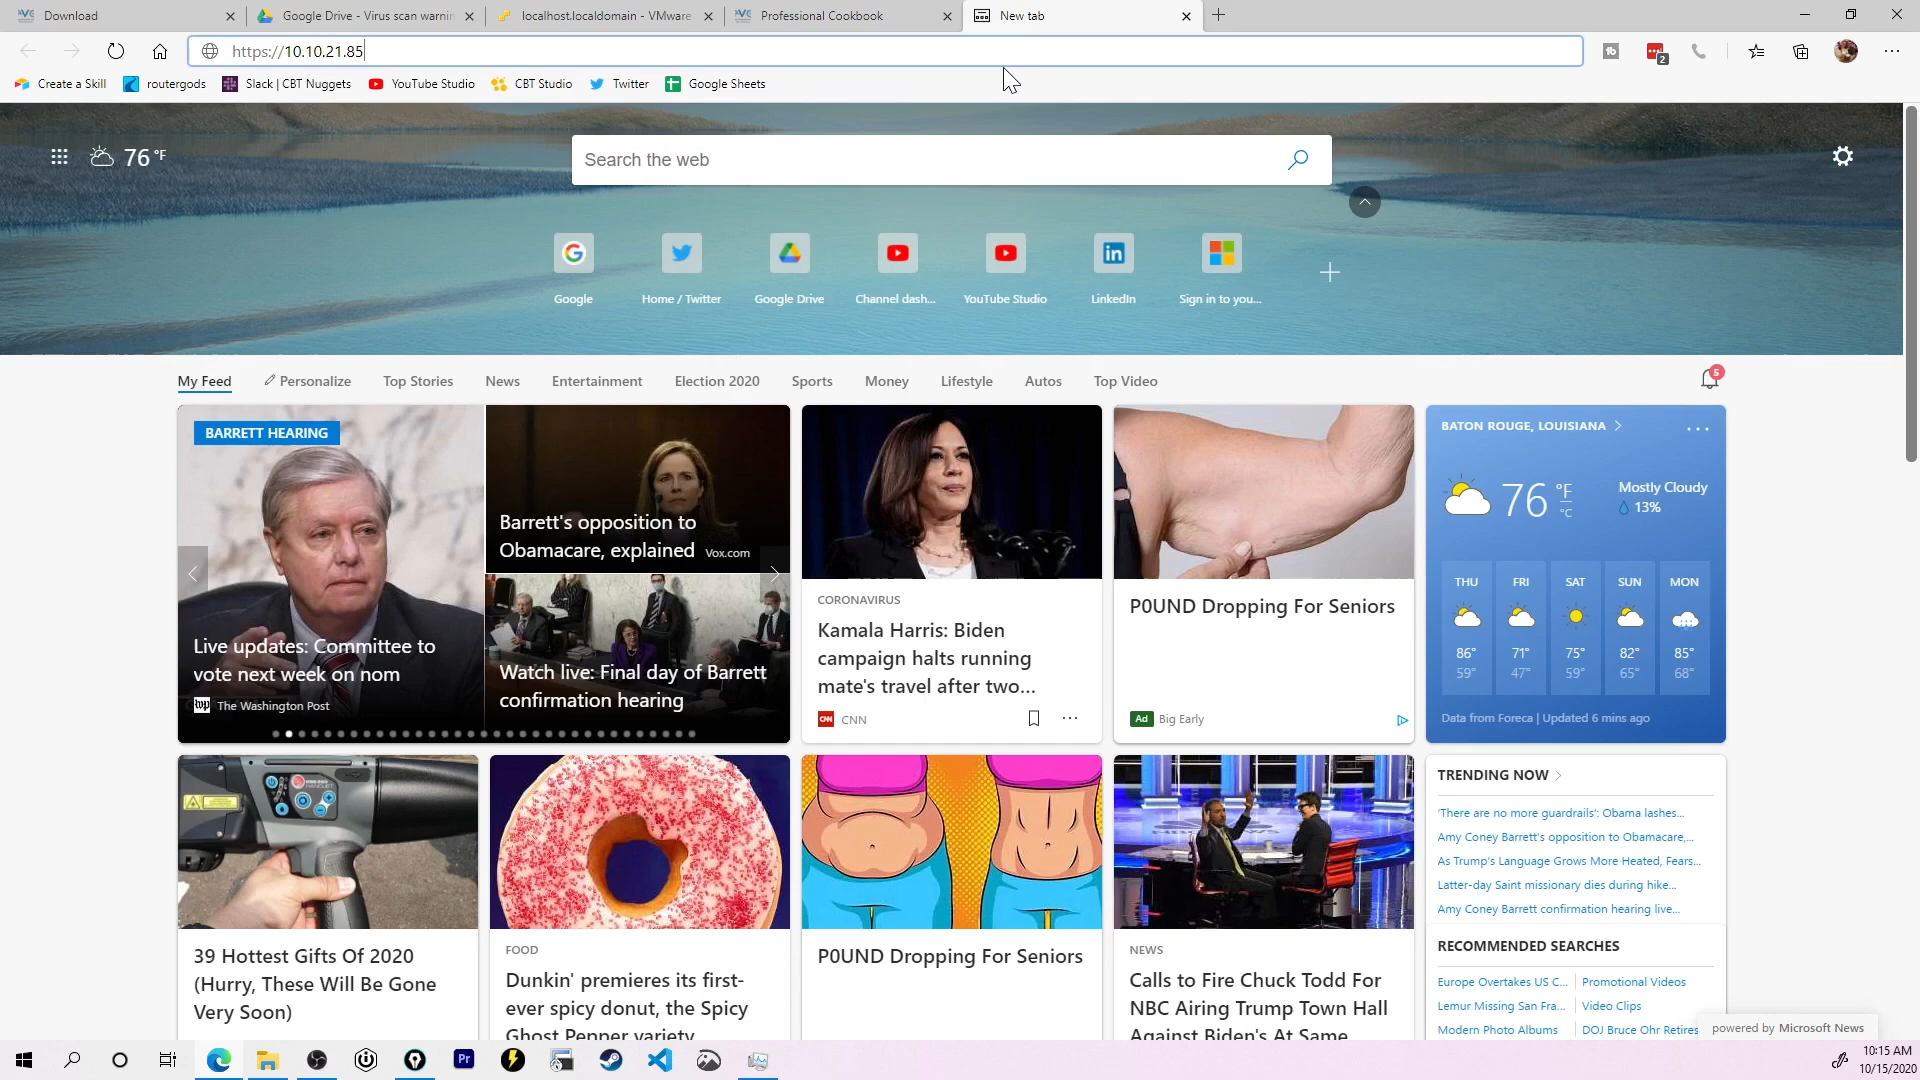 Download
Google Drive - Virus scan warnin
localhost.localdomain - VMware
Professional Cookbook
New tab
https://10.10.21.85
2
Create a Skill
routergods
Slack | CBT Nuggets
YouTube Studio
CBT Studio
Twitter
Google Sheets
76 °F
Search the web
Google
Home / Twitter
Google Drive
Channel dash...
YouTube Studio
LinkedIn
Sign in to you...
My Feed
Personalize
Top Stories
News
Entertainment
Election 2020
Sports
Money
Lifestyle
Autos
Top Video
5
BARRETT HEARING
Live updates: Committee to
vote next week on nom
wp The Washington Post
Barrett's opposition to
Obamacare, explained Vox.com
Watch live: Final day of Barrett
confirmation hearing
CORONAVIRUS
Kamala Harris: Biden
campaign halts running
mate's travel after two...
CNN CNN
P0UND Dropping For Seniors
Ad Big Early
BATON ROUGE, LOUISIANA
76 °F
°C
Mostly Cloudy
13%
THU FRI SAT SUN MON
86° 71° 75° 82° 85°
59° 47° 59° 65° 68°
Data from Foreca | Updated 6 mins ago
39 Hottest Gifts Of 2020
(Hurry, These Will Be Gone
Very Soon)
FOOD
Dunkin' premieres its first-
ever spicy donut, the Spicy
Ghost Pepper variety
P0UND Dropping For Seniors
NEWS
Calls to Fire Chuck Todd For
NBC Airing Trump Town Hall
Against Biden's At Same
TRENDING NOW
'There are no more guardrails': Obama lashes...
Amy Coney Barrett's opposition to Obamacare,...
As Trump's Language Grows More Heated, Fears...
Latter-day Saint missionary dies during hike...
Amy Coney Barrett confirmation hearing live...
RECOMMENDED SEARCHES
Europe Overtakes US C... Promotional Videos
Lemur Missing San Fra... Video Clips
Modern Photo Albums DOJ Bruce Ohr Retires
powered by Microsoft News
Pr
10:15 AM
10/15/2020